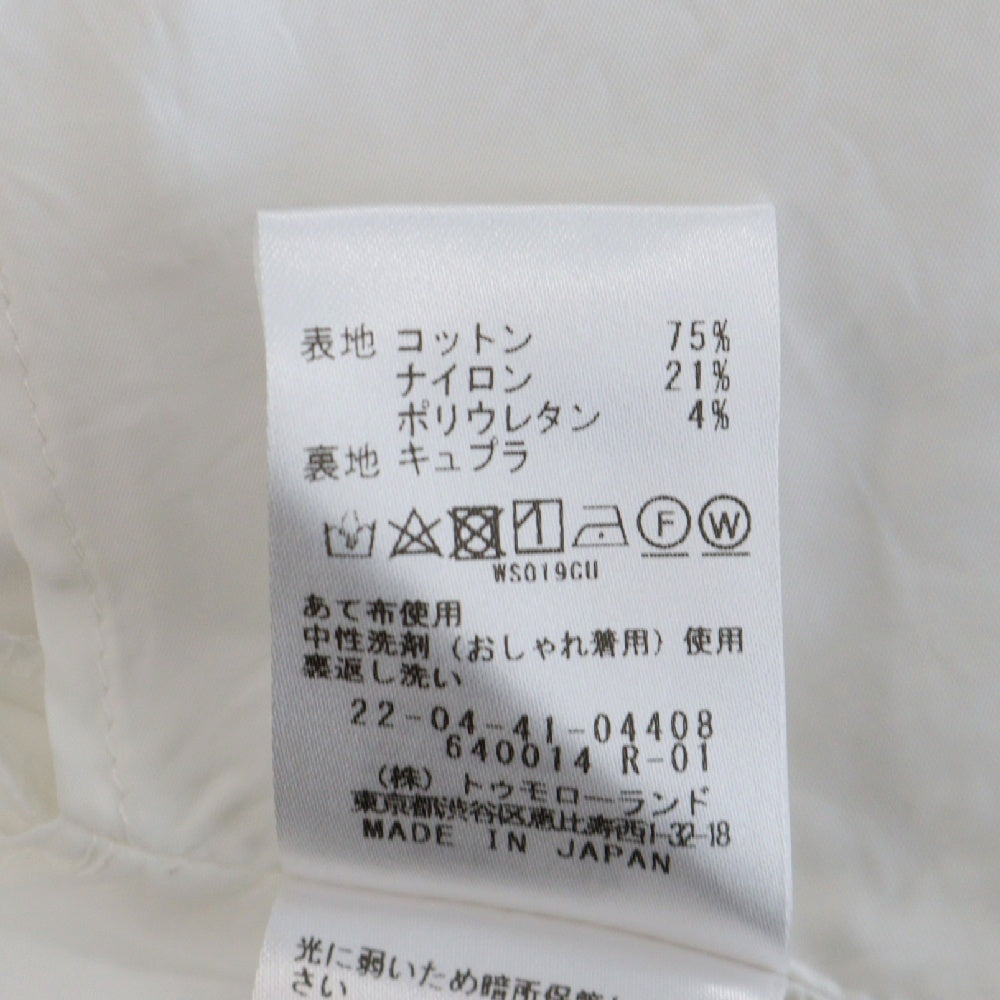 表地 コットン 75%
ナイロン 21%
ポリウレタン 4%
裏地 キュプラ
F W
WS019CU
あて布使用
中性洗剤(おしゃれ着用)使用
裏返し洗い
22-04-41-04408
640014 R-01
(株)トゥモローランド
東京都渋谷区恵比寿西1-32-18
MADE IN JAPAN
光に弱いため暗所保管
さい